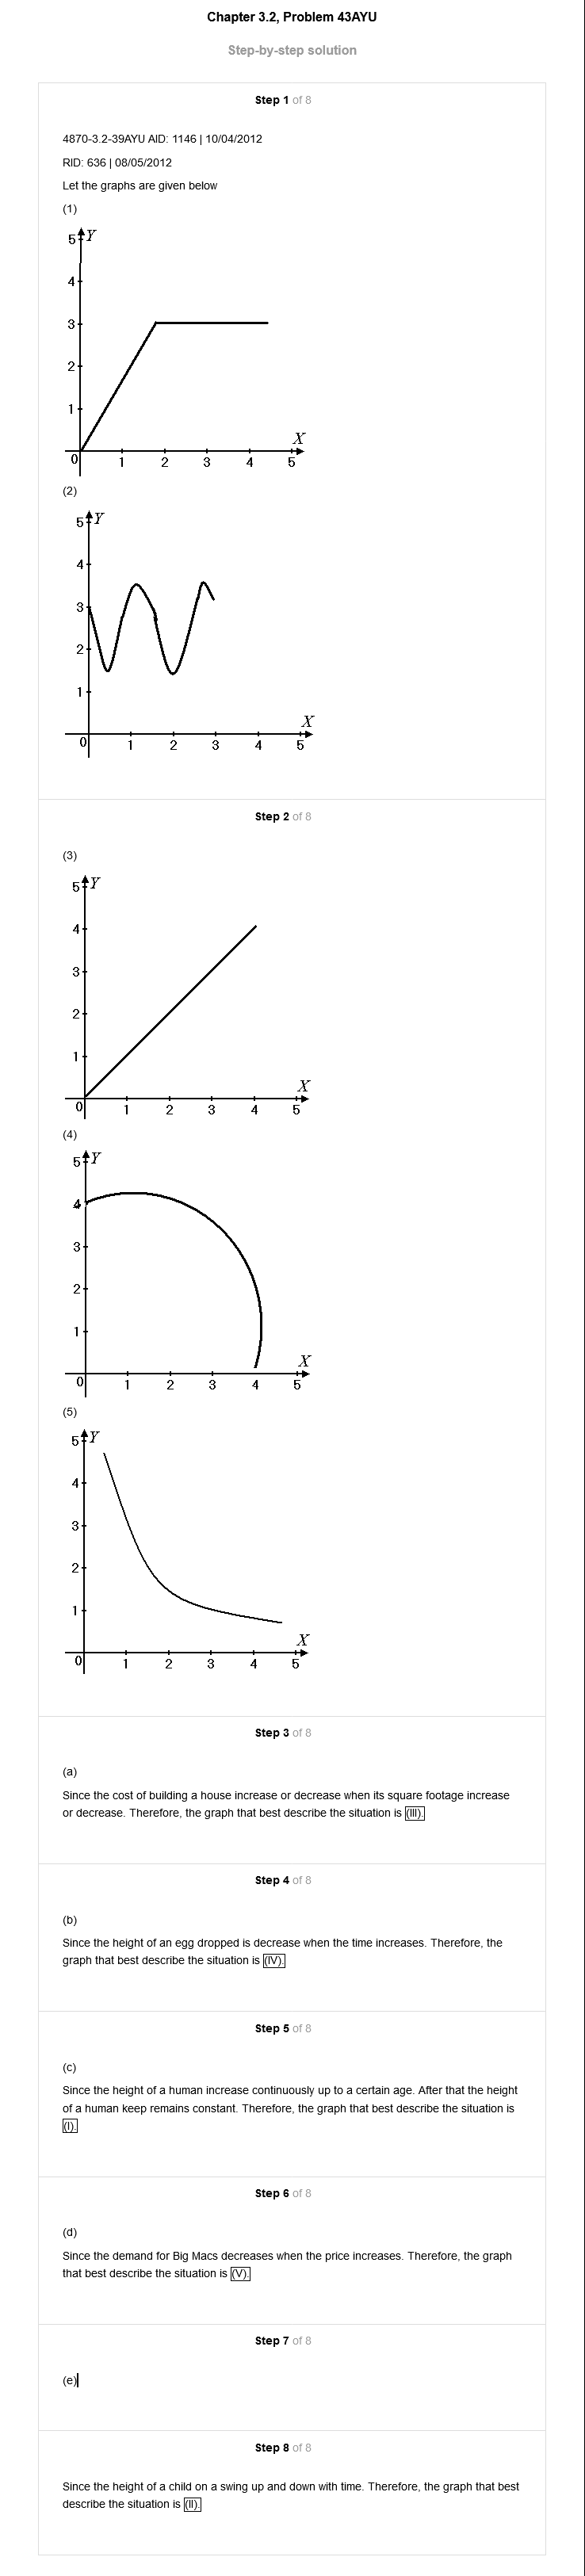 Chapter 3.2, Problem 43AYU
Step-by-step solution
Step 1 of 8
4870-3.2-39AYU AID: 1146 | 10/04/2012
RID: 636 | 08/05/2012
Let the graphs are given below
(1)
5 Y
4
3
2
1
X
0 1 2 3 4 5
(2)
5 Y
4
3
2
1
X
0 1 2 3 4 5
Step 2 of 8
(3)
5 Y
4
3
2
1
X
0 1 2 3 4 5
(4)
5 Y
4
3
2
1
X
0 1 2 3 4 5
(5)
5 Y
4
3
2
1
X
0 1 2 3 4 5
Step 3 of 8
(a)
Since the cost of building a house increase or decrease when its square footage increase
or decrease. Therefore, the graph that best describe the situation is (III).
Step 4 of 8
(b)
Since the height of an egg dropped is decrease when the time increases. Therefore, the
graph that best describe the situation is (IV).
Step 5 of 8
(c)
Since the height of a human increase continuously up to a certain age. After that the height
of a human keep remains constant. Therefore, the graph that best describe the situation is
(I).
Step 6 of 8
(d)
Since the demand for Big Macs decreases when the price increases. Therefore, the graph
that best describe the situation is (V).
Step 7 of 8
(e)
Step 8 of 8
Since the height of a child on a swing up and down with time. Therefore, the graph that best
describe the situation is (II).